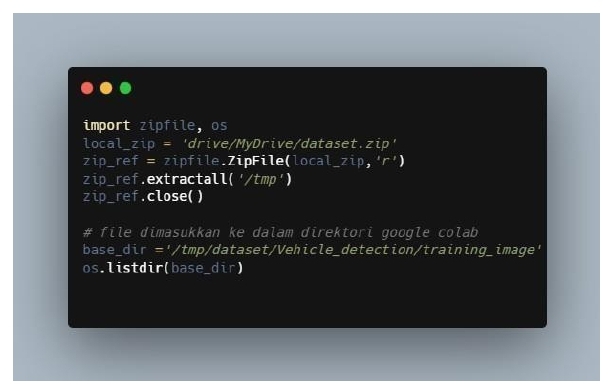 import zipfile, os
local_zip = 'drive/MyDrive/dataset.zip'
zip_ref = zipfile.ZipFile(local_zip,'r')
zip_ref.extractall('/tmp')
zip_ref.close()
# file dimasukkan ke dalam direktori google colab
base_dir ='/tmp/dataset/Vehicle_detection/training_image'
os.listdir(base_dir)